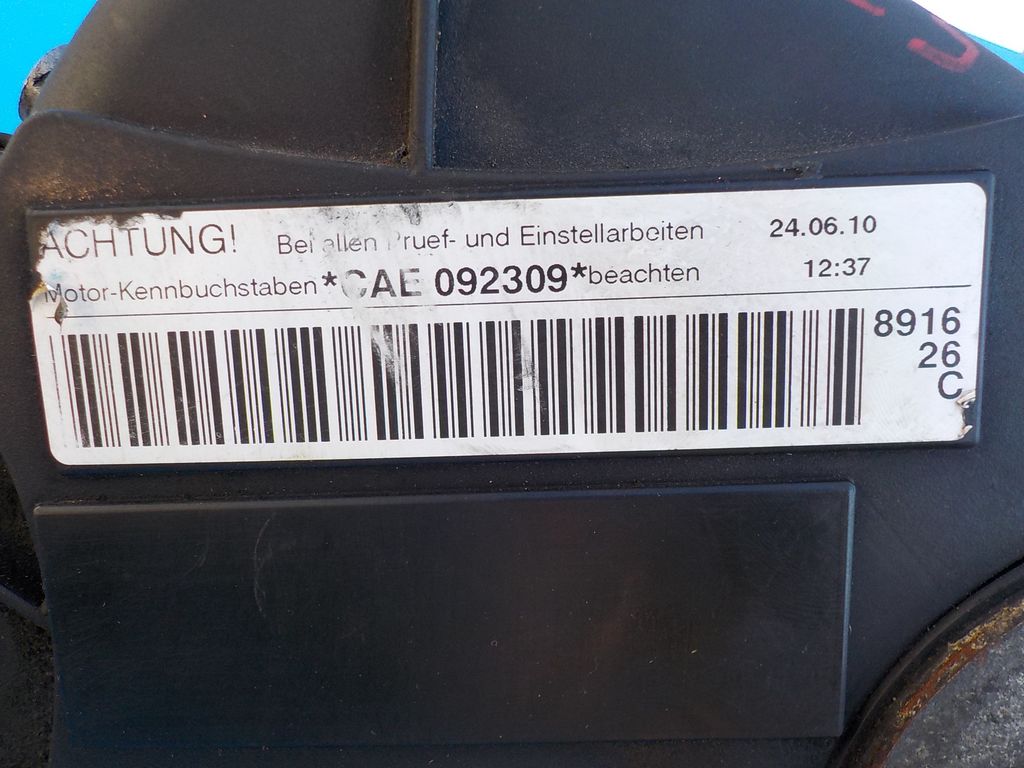 ACHTUNG! Bei allen Pruef- und Einstellarbeiten 24.06.10
Motor-Kennbuchstaben *CAE 092309* beachten 12:37
8916
26
C